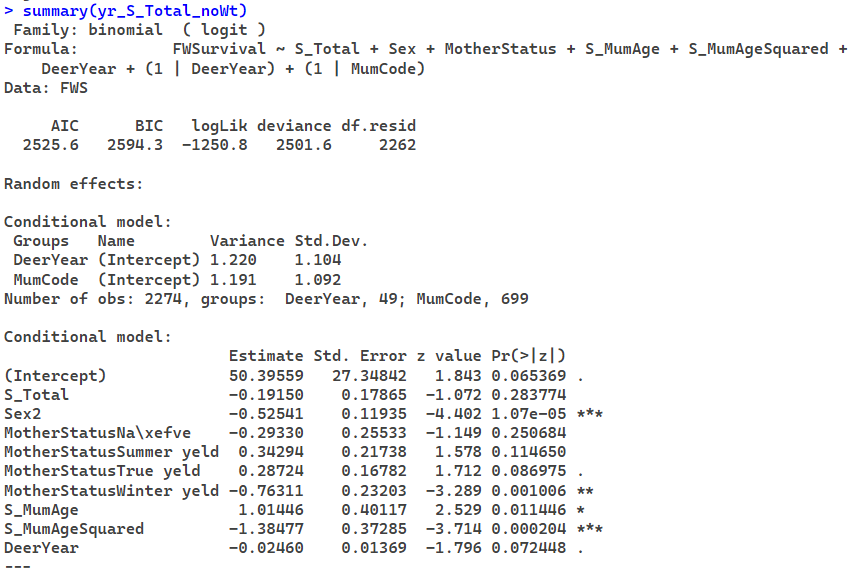 > summary(yr_S_Total_noWt)
 Family: binomial  ( logit )
Formula:          FWSurvival ~ S_Total + Sex + MotherStatus + S_MumAge + S_MumAgeSquared +
    DeerYear + (1 | DeerYear) + (1 | MumCode)
Data: FWS

     AIC      BIC   logLik deviance df.resid
  2525.6   2594.3  -1250.8   2501.6     2262

Random effects:

Conditional model:
 Groups   Name        Variance Std.Dev.
 DeerYear (Intercept) 1.220    1.104
 MumCode  (Intercept) 1.191    1.092
Number of obs: 2274, groups:  DeerYear, 49; MumCode, 699

Conditional model:
                        Estimate Std. Error z value Pr(>|z|)
(Intercept)             50.39559   27.34842   1.843 0.065369 .
S_Total                 -0.19150    0.17865  -1.072 0.283774
Sex2                    -0.52541    0.11935  -4.402 1.07e-05 ***
MotherStatusNa\xefve    -0.29330    0.25533  -1.149 0.250684
MotherStatusSummer yeld  0.34294    0.21738   1.578 0.114650
MotherStatusTrue yeld    0.28724    0.16782   1.712 0.086975 .
MotherStatusWinter yeld -0.76311    0.23203  -3.289 0.001006 **
S_MumAge                 1.01446    0.40117   2.529 0.011446 *
S_MumAgeSquared         -1.38477    0.37285  -3.714 0.000204 ***
DeerYear                -0.02460    0.01369  -1.796 0.072448 .
---